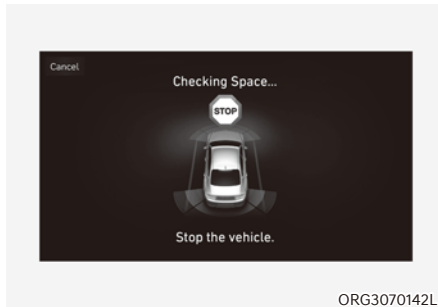 Cancel
Checking Space...
STOP
Stop the vehicle.
ORG3070142L